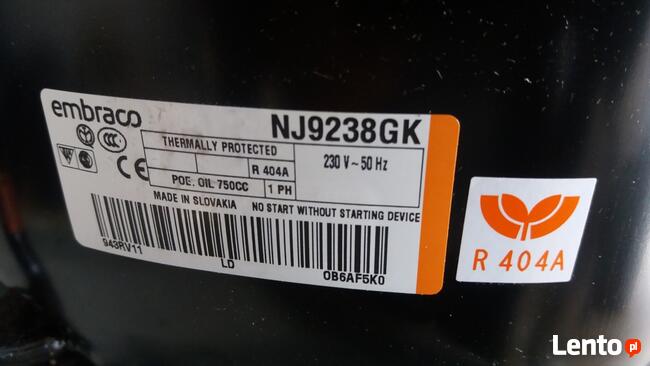 embraco
NJ9238GK
THERMALLY PROTECTED
230 V ~ 50 Hz
R 404A
POE. OIL 750CC
1 PH
MADE IN SLOVAKIA
NO START WITHOUT STARTING DEVICE
943RV11
LD
0B6AF5K0
R 404A
Lento.pl